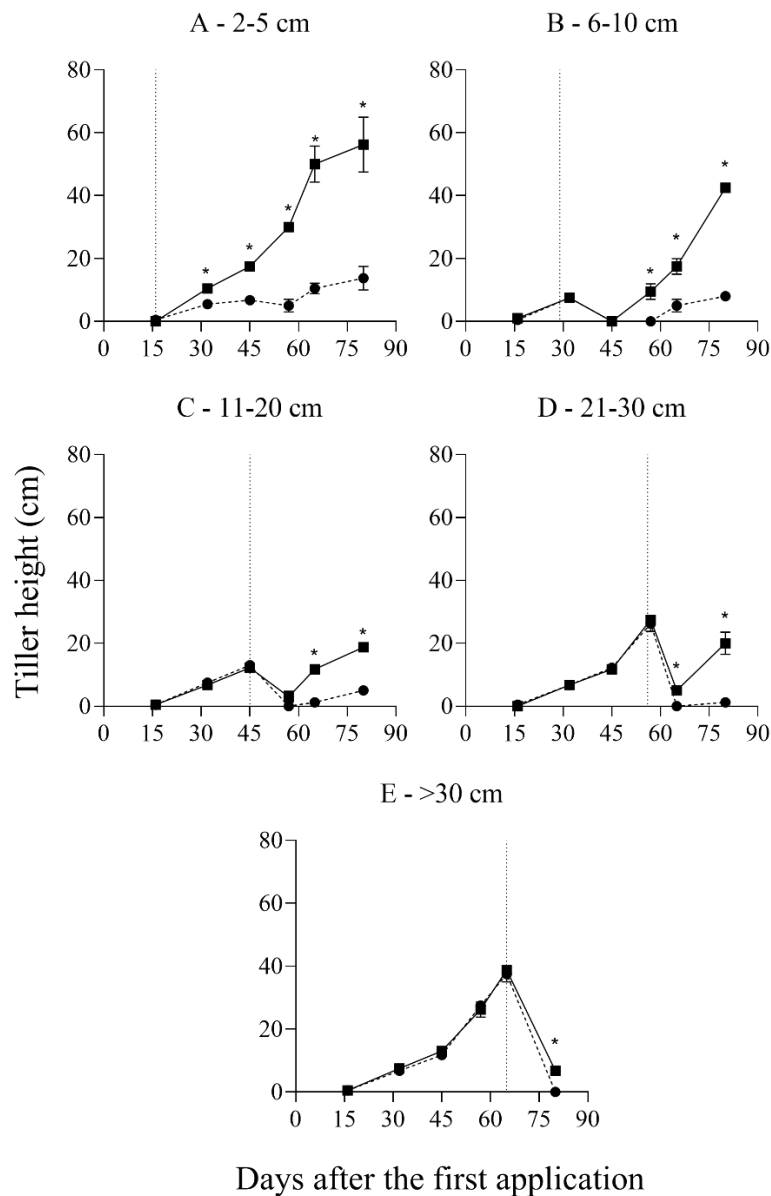 A - 2-5 cm
B - 6-10 cm
80
60
40
20
0
* * * * *
0 15 30 45 60 75 90
80
60
40
20
0
* * *
0 15 30 45 60 75 90
C - 11-20 cm
D - 21-30 cm
Tiller height (cm)
80
60
40
20
0
* *
0 15 30 45 60 75 90
80
60
40
20
0
* *
0 15 30 45 60 75 90
E - >30 cm
80
60
40
20
0
*
0 15 30 45 60 75 90
Days after the first application